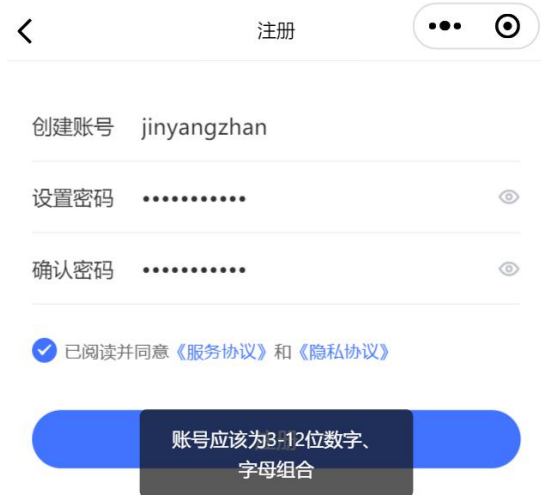 注册
创建账号 jinyangzhan
设置密码 •••••••••••
确认密码 •••••••••••
已阅读并同意《服务协议》和《隐私协议》
账号应该为3-12位数字、
字母组合